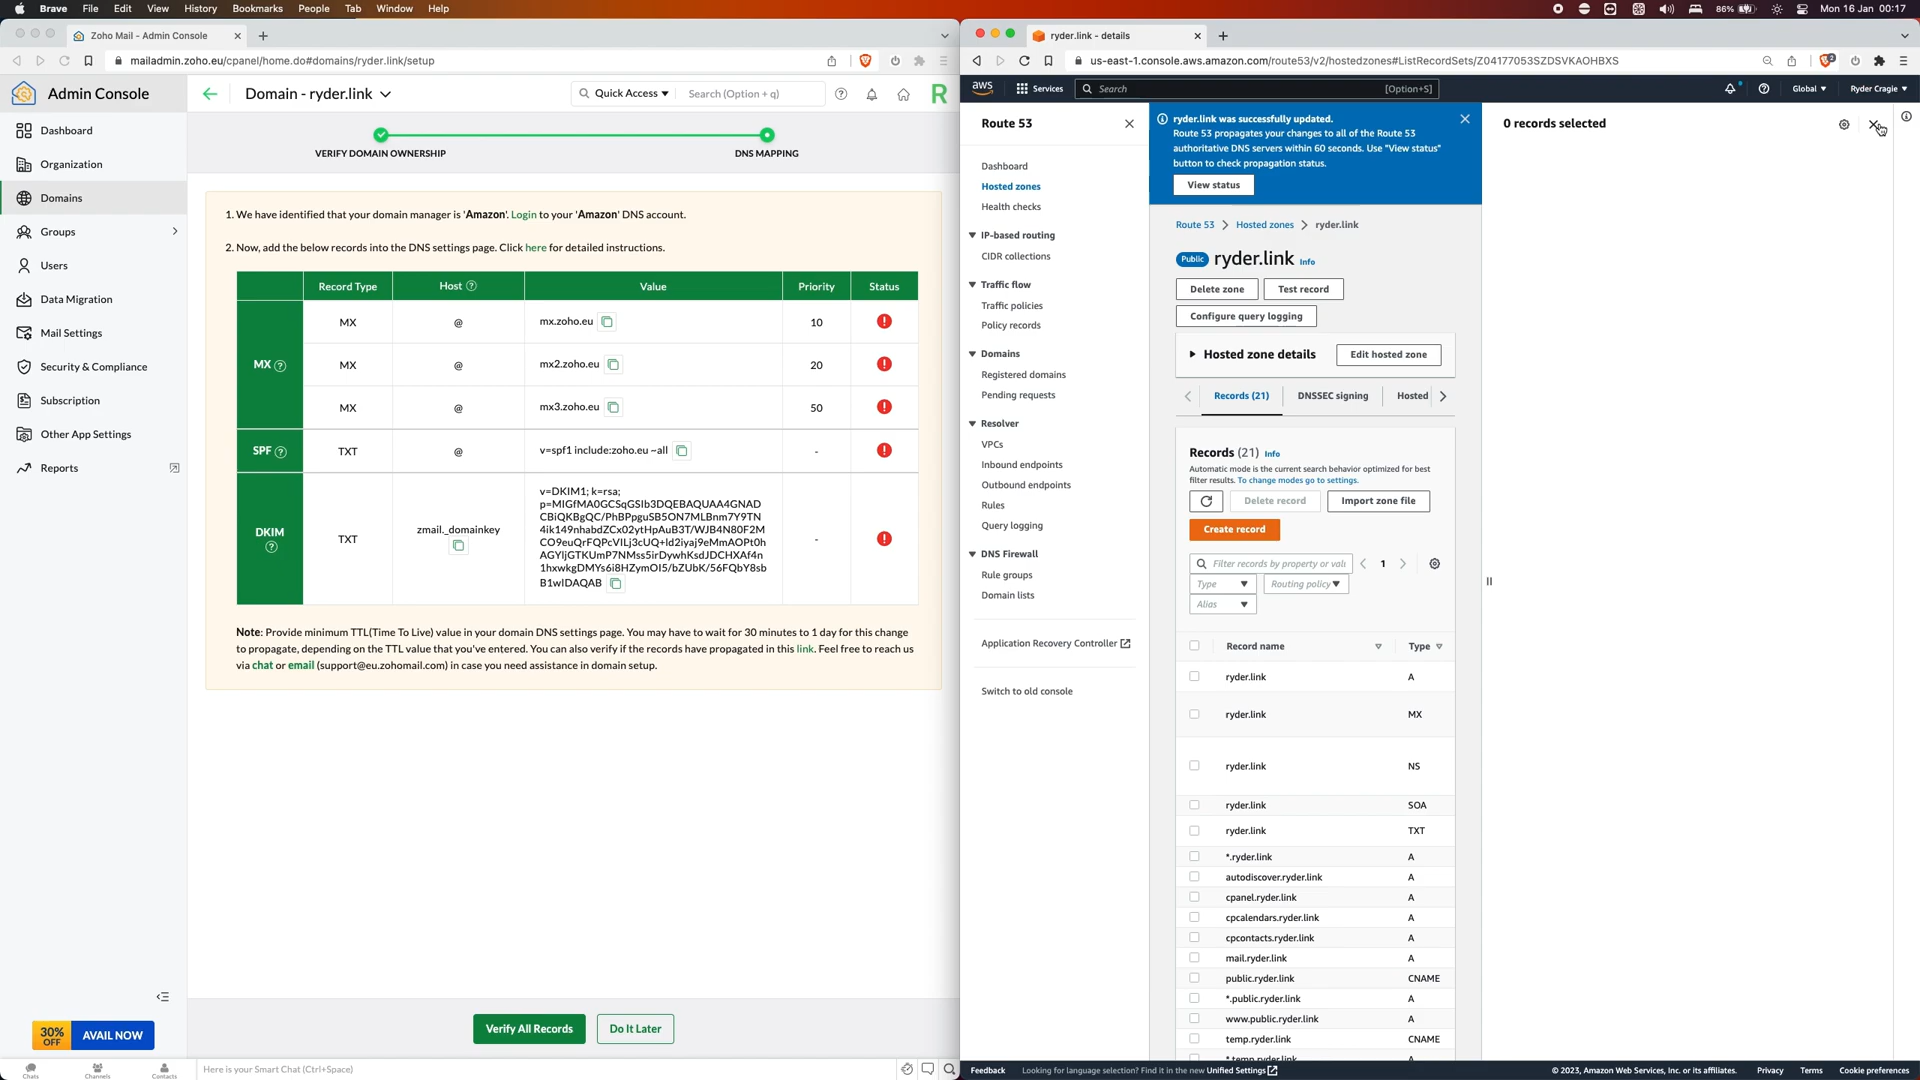 Brave File Edit View History Bookmarks People Tab Window Help 86% Mon 16 Jan 00:17
Zoho Mail - Admin Console
mailadmin.zoho.eu/cpanel/home.do#domains/ryder.link/setup
Admin Console
Domain - ryder.link
Quick Access
Search (Option + q)
R
Dashboard
Organization
Domains
Groups
Users
Data Migration
Mail Settings
Security & Compliance
Subscription
Other App Settings
Reports
30% OFF
AVAIL NOW
VERIFY DOMAIN OWNERSHIP
DNS MAPPING
1. We have identified that your domain manager is 'Amazon'. Login to your 'Amazon' DNS account.
2. Now, add the below records into the DNS settings page. Click here for detailed instructions.
Record Type Host Value Priority Status
MX
MX @ mx.zoho.eu 10
MX @ mx2.zoho.eu 20
MX @ mx3.zoho.eu 50
SPF TXT @ v=spf1 include:zoho.eu ~all -
DKIM TXT zmail._domainkey -
v=DKIM1; k=rsa;
p=MIGfMA0GCSqGSIb3DQEBAQUAA4GNAD
CBiQKBgQC/PhBPpguSB5ON7MLBnm7Y9TN
4ik149nhabdZCx02ytHpAuB3T/WJB4N80F2M
CO9euQrFQPcVILj3cUQ+Id2iyaj9eMmAOPt0h
AGYljGTKUmP7NMss5irDywhKsdJDCHXAf4n
1hxwkgDMYs6i8HZymOI5/bZUbK/56FQbY8sb
B1wIDAQAB
Note: Provide minimum TTL(Time To Live) value in your domain DNS settings page. You may have to wait for 30 minutes to 1 day for this change
to propagate, depending on the TTL value that you've entered. You can also verify if the records have propagated in this link. Feel free to reach us
via chat or email (support@eu.zohomail.com) in case you need assistance in domain setup.
Verify All Records
Do It Later
Chats Channels Contacts
Here is your Smart Chat (Ctrl+Space)
ryder.link - details
us-east-1.console.aws.amazon.com/route53/v2/hostedzones#ListRecordSets/Z04177053SZDSVKAOHBXS
aws Services Search [Option+S] Global Ryder Cragie
Route 53
Dashboard
Hosted zones
Health checks
IP-based routing
CIDR collections
Traffic flow
Traffic policies
Policy records
Domains
Registered domains
Pending requests
Resolver
VPCs
Inbound endpoints
Outbound endpoints
Rules
Query logging
DNS Firewall
Rule groups
Domain lists
Application Recovery Controller
Switch to old console
ryder.link was successfully updated.
Route 53 propagates your changes to all of the Route 53
authoritative DNS servers within 60 seconds. Use "View status"
button to check propagation status.
View status
Route 53 Hosted zones ryder.link
Public ryder.link Info
Delete zone
Test record
Configure query logging
Hosted zone details
Edit hosted zone
Records (21) DNSSEC signing Hosted
Records (21) Info
Automatic mode is the current search behavior optimized for best
filter results. To change modes go to settings.
Delete record
Import zone file
Create record
Filter records by property or valu
1
Type
Routing policy
Alias
Record name Type
ryder.link A
ryder.link MX
ryder.link NS
ryder.link SOA
ryder.link TXT
*.ryder.link A
autodiscover.ryder.link A
cpanel.ryder.link A
cpcalendars.ryder.link A
cpcontacts.ryder.link A
mail.ryder.link A
public.ryder.link CNAME
*.public.ryder.link A
www.public.ryder.link A
temp.ryder.link CNAME
*.temp.ryder.link A
0 records selected
Feedback Looking for language selection? Find it in the new Unified Settings © 2023, Amazon Web Services, Inc. or its affiliates. Privacy Terms Cookie preferences